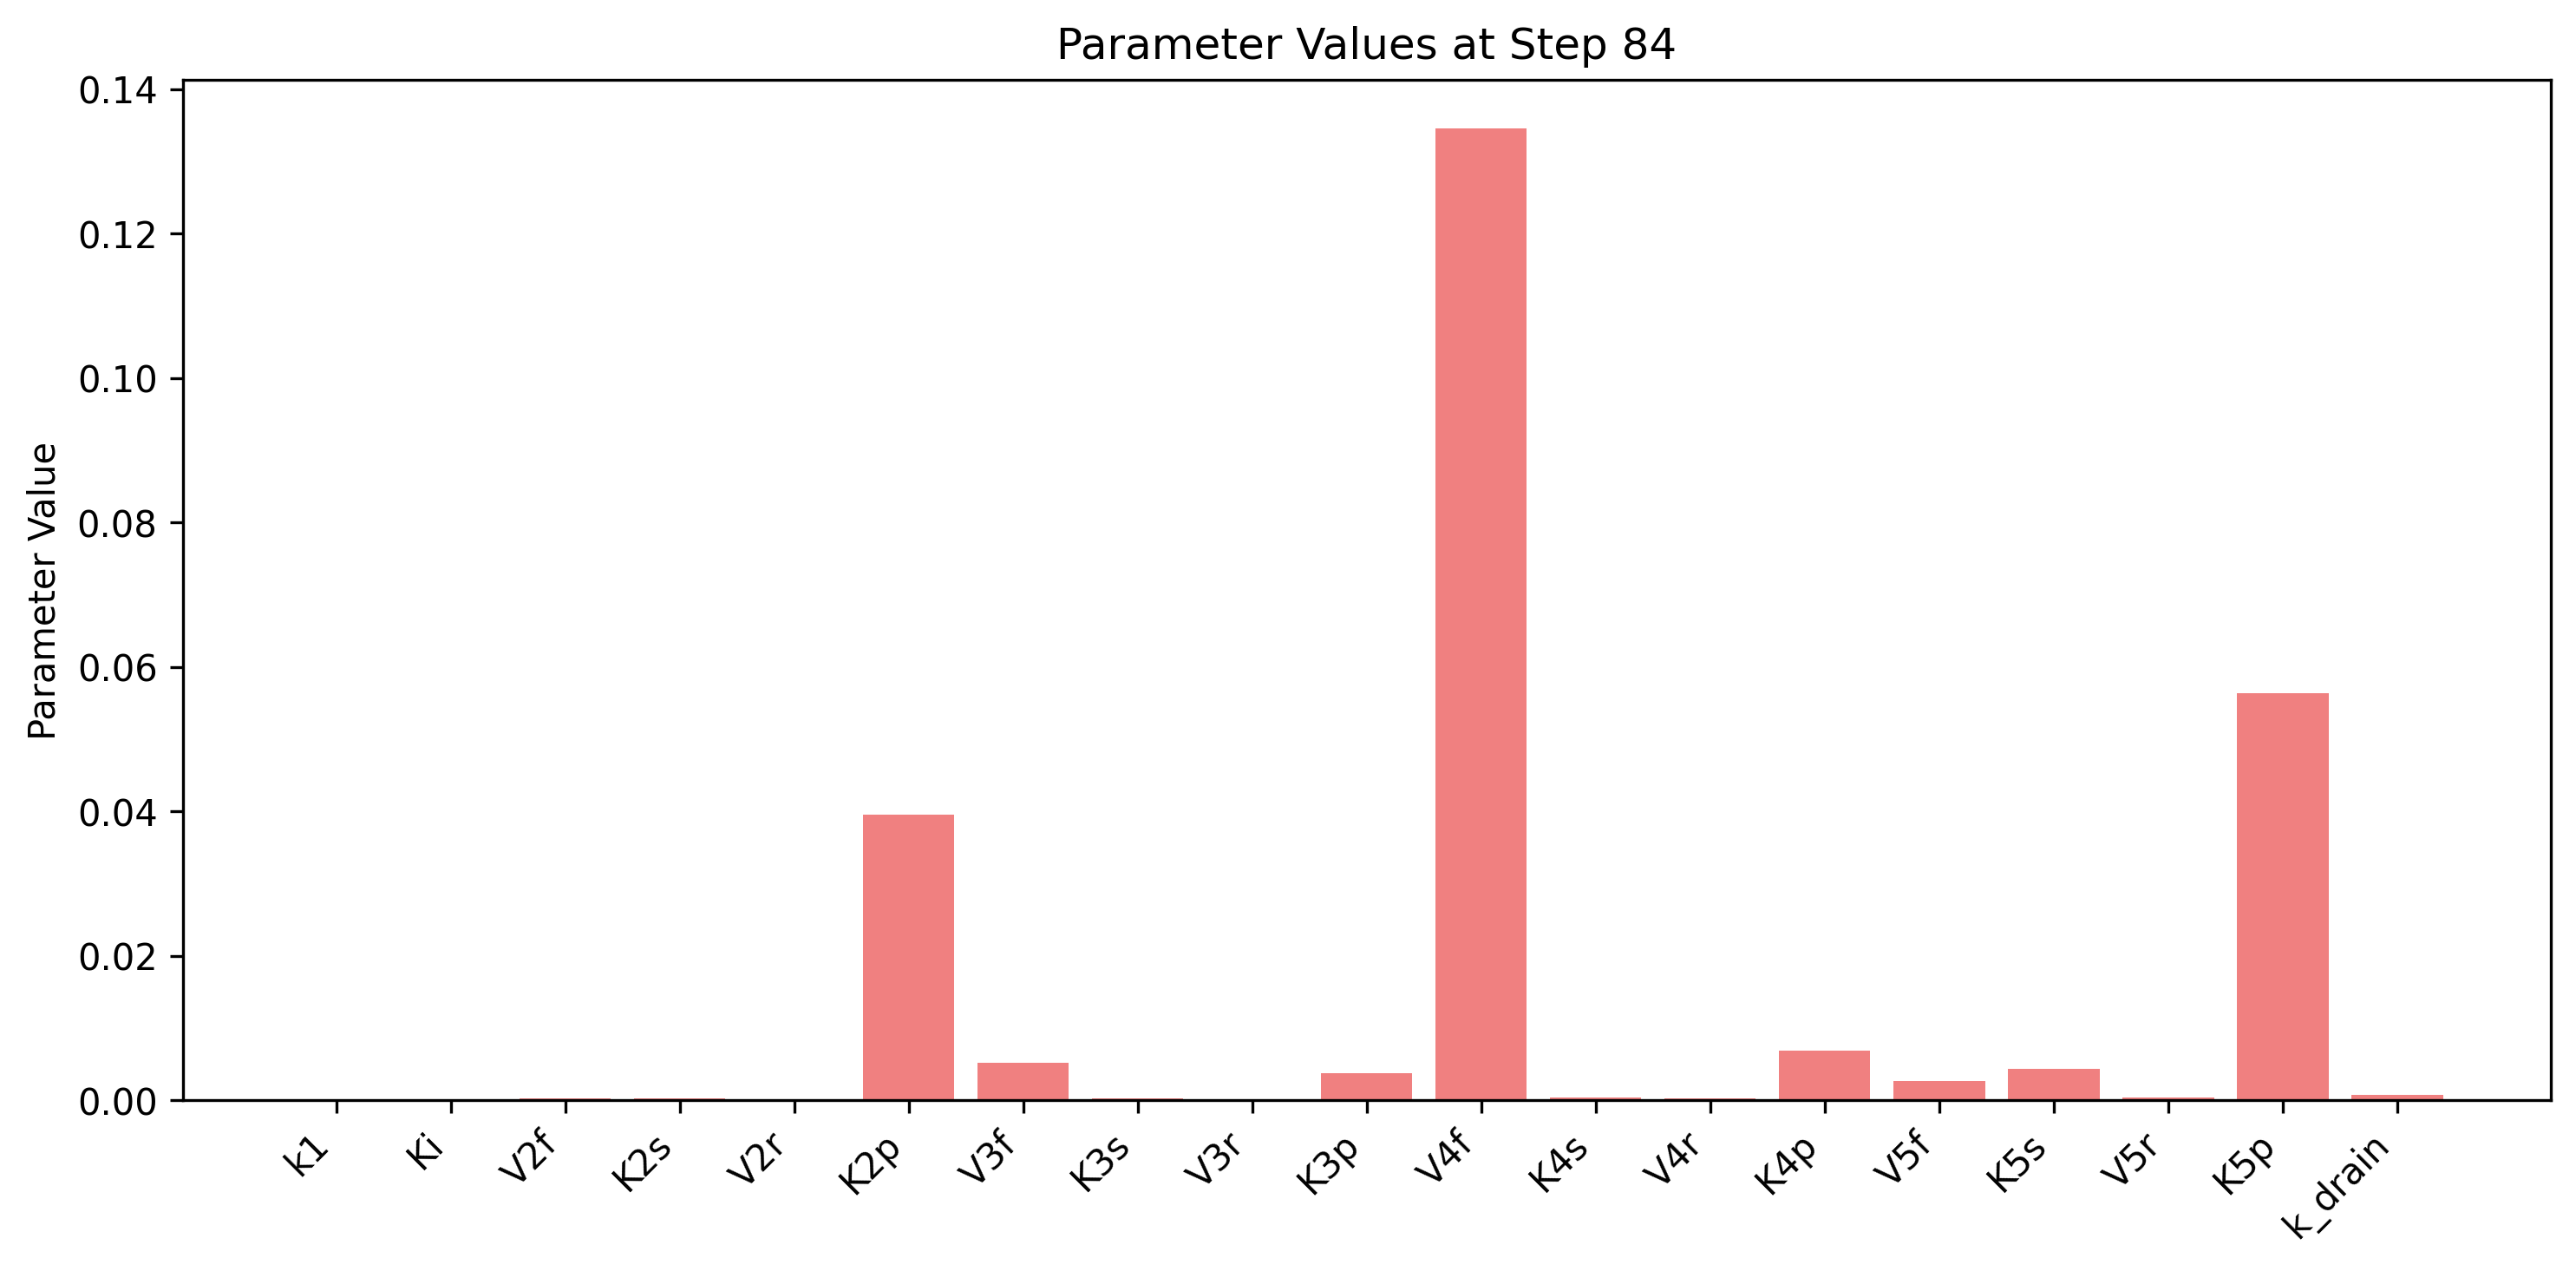 Parameter Values at Step 84
Parameter Value
0.14
0.12
0.10
0.08
0.06
0.04
0.02
0.00
k1
Ki
V2f
K2s
V2r
K2p
V3f
K3s
V3r
K3p
V4f
K4s
V4r
K4p
V5f
K5s
V5r
K5p
k_drain